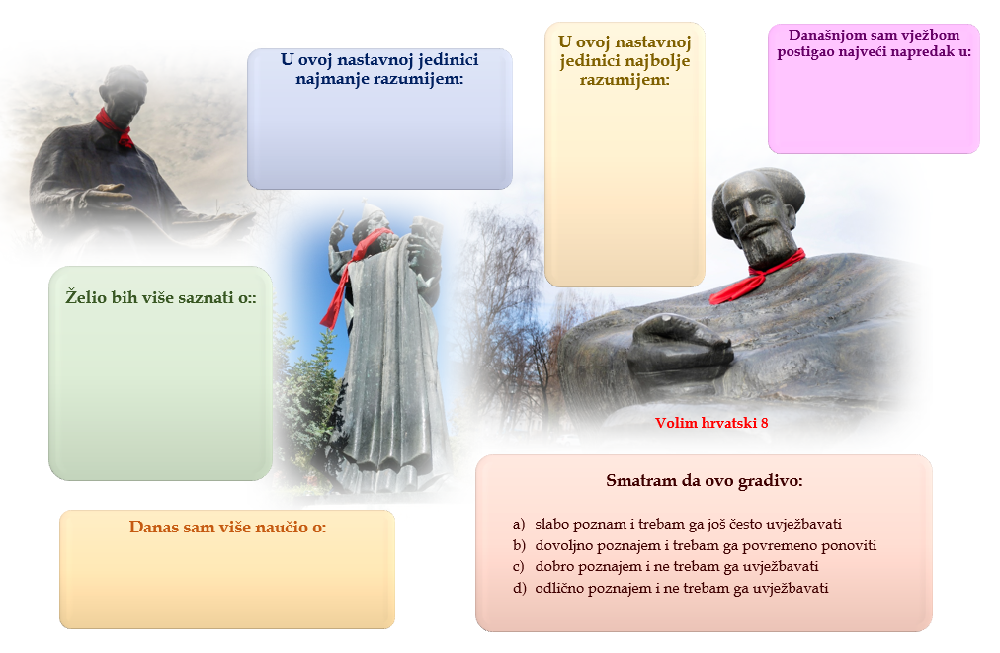 U ovoj nastavnoj jedinici
najmanje razumijem:
U ovoj nastavnoj
jedinici najbolje
razumijem:
Današnjom sam vježbom
postigao najveći napredak u:
Želio bih više saznati o::
Volim hrvatski 8
Danas sam više naučio o:
Smatram da ovo gradivo:
a) slabo poznam i trebam ga još često uvježbavati
b) dovoljno poznajem i trebam ga povremeno ponoviti
c) dobro poznajem i ne trebam ga uvježbavati
d) odlično poznajem i ne trebam ga uvježbavati